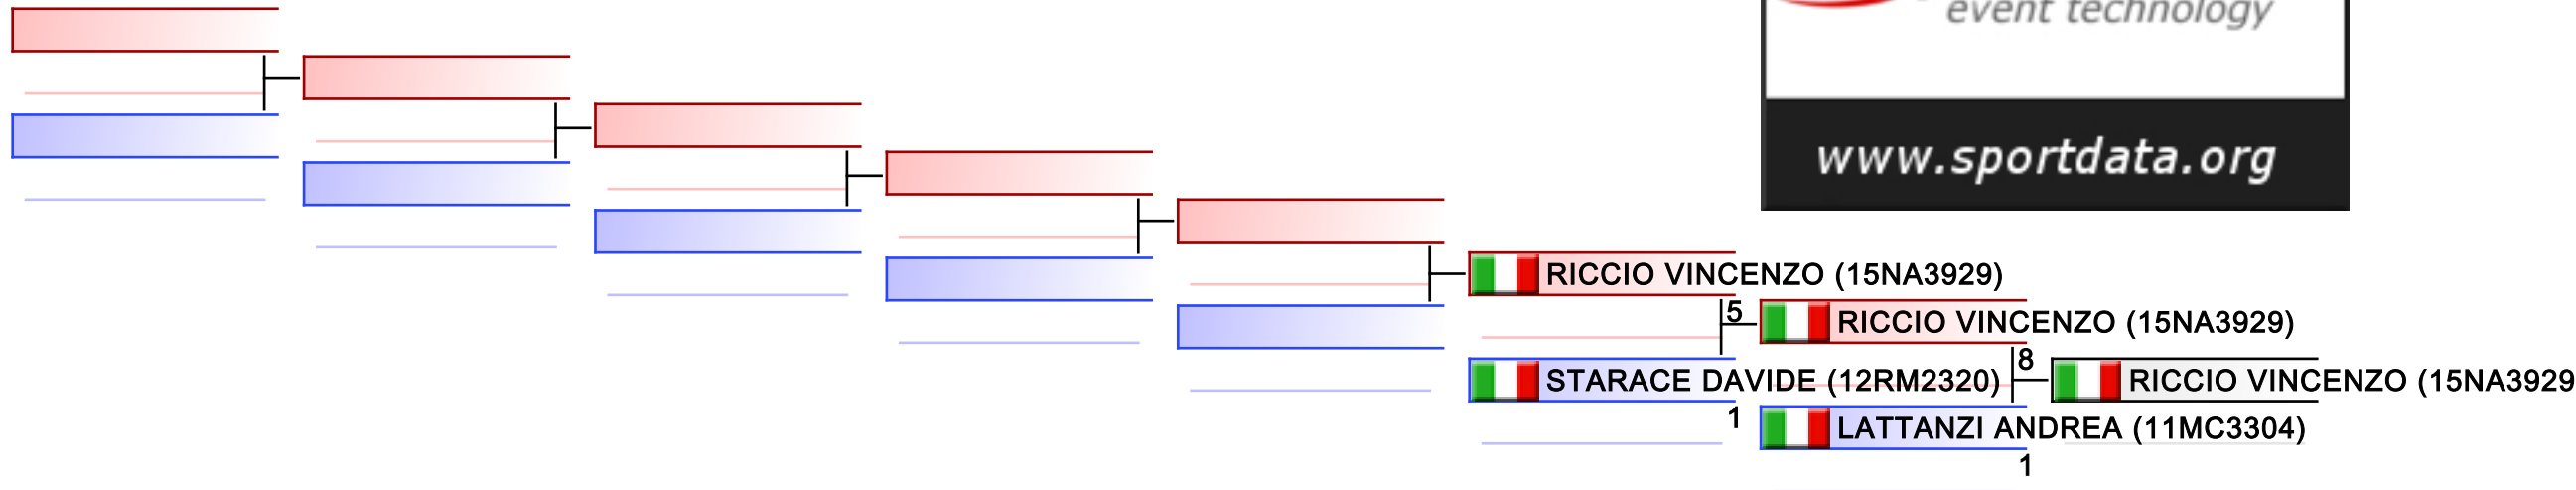 event technology
www.sportdata.org
RICCIO VINCENZO (15NA3929)
5
RICCIO VINCENZO (15NA3929)
STARACE DAVIDE (12RM2320)
8
RICCIO VINCENZO (15NA3929
1
LATTANZI ANDREA (11MC3304)
1